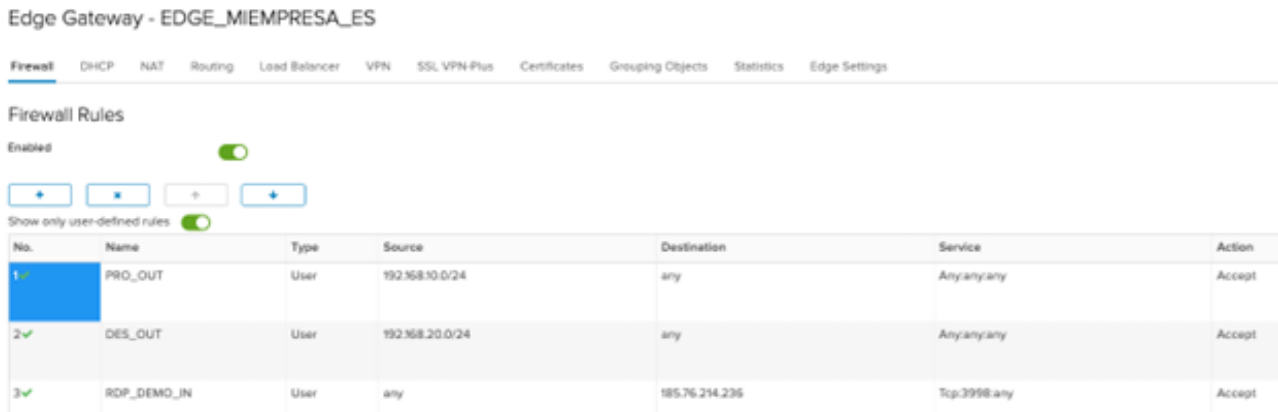 Edge Gateway - EDGE_MIEMPRESA_ES
Firewall DHCP NAT Routing Load Balancer VPN SSL VPN-Plus Certificates Grouping Objects Statistics Edge Settings
Firewall Rules
Enabled
Show only user-defined rules
No. Name Type Source Destination Service Action
1 PRO_OUT User 192.168.10.0/24 any Any:any:any Accept
2 DES_OUT User 192.168.20.0/24 any Any:any:any Accept
3 RDP_DEMO_IN User any 185.76.214.236 Tcp:3998:any Accept